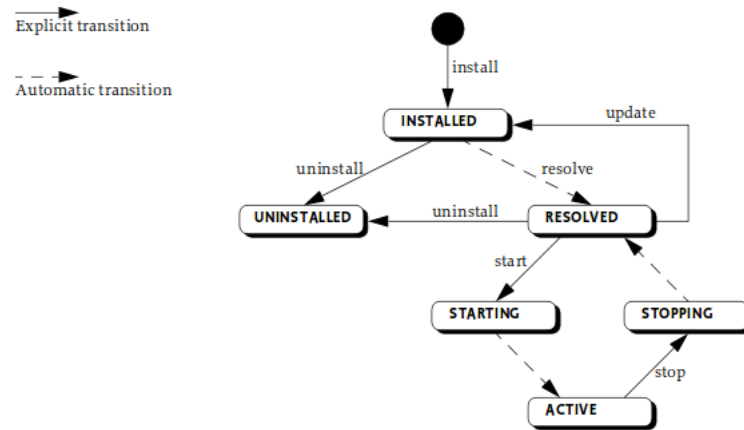 Explicit transition
install
Automatic transition
INSTALLED
update
uninstall
resolve
UNINSTALLED
uninstall
RESOLVED
start
STARTING
STOPPING
stop
ACTIVE